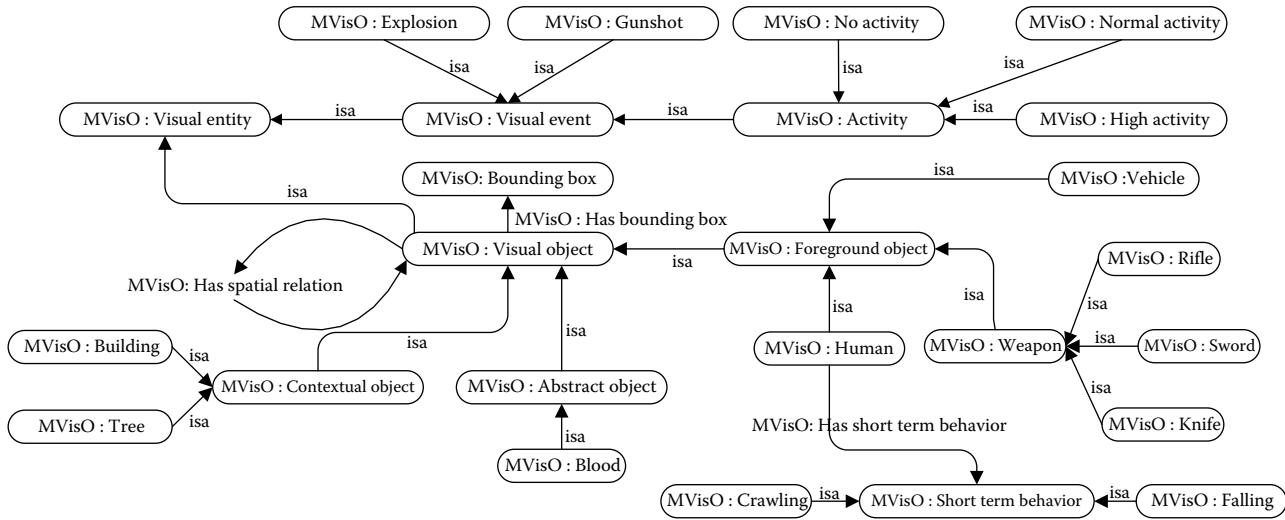 MVisO : Explosion
MVisO : Gunshot
MVisO : No activity
MVisO : Normal activity
isa
isa
isa
isa
MVisO : Visual entity
isa
MVisO : Visual event
isa
MVisO : Activity
isa
MVisO : High activity
isa
MVisO: Bounding box
isa
MVisO :Vehicle
MVisO : Has bounding box
MVisO : Visual object
isa
MVisO : Foreground object
MVisO : Rifle
MVisO: Has spatial relation
isa
isa
isa
isa
isa
MVisO : Building
isa
MVisO : Human
MVisO : Weapon
isa
MVisO : Sword
MVisO : Contextual object
MVisO : Abstract object
isa
MVisO : Tree
isa
MVisO: Has short term behavior
MVisO : Knife
isa
MVisO : Blood
MVisO : Crawling
isa
MVisO : Short term behavior
isa
MVisO : Falling